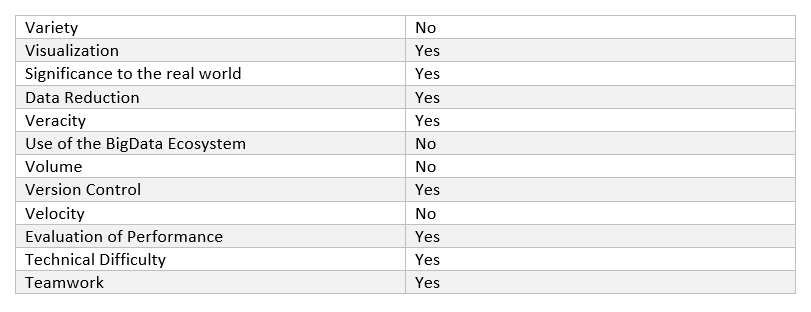 Variety No
Visualization Yes
Significance to the real world Yes
Data Reduction Yes
Veracity Yes
Use of the BigData Ecosystem No
Volume No
Version Control Yes
Velocity No
Evaluation of Performance Yes
Technical Difficulty Yes
Teamwork Yes